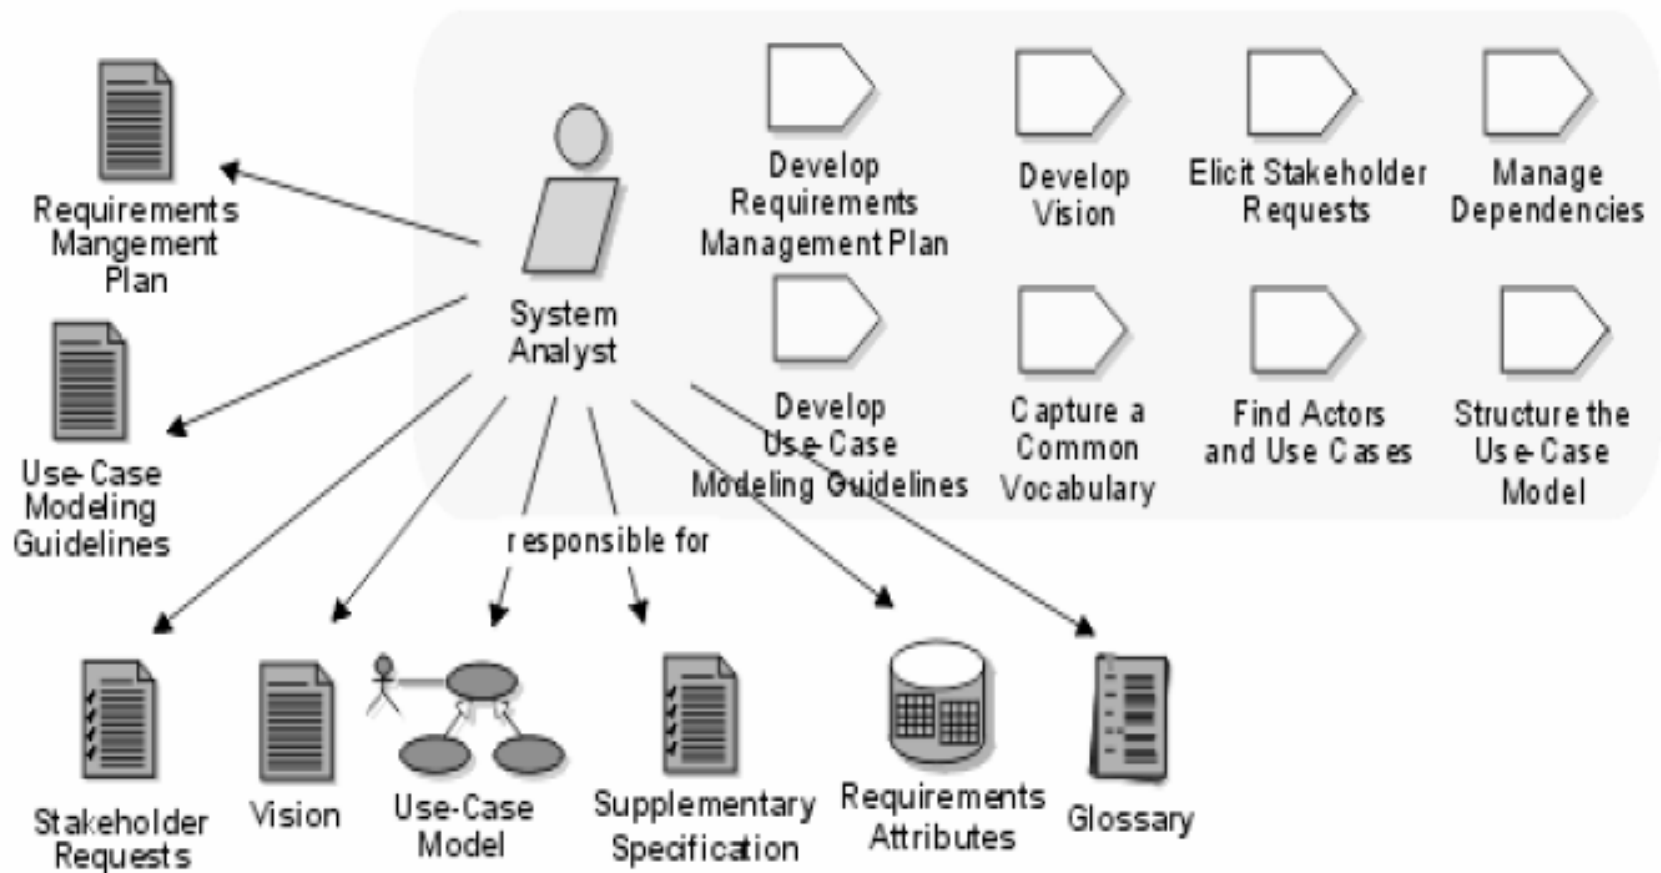 Requirements
Mangement
Plan
Use-Case
Modeling
Guidelines
System
Analyst
Develop
Requirements
Management Plan
Develop
Vision
Elicit Stakeholder
Requests
Manage
Dependencies
Develop
Use-Case
Modeling Guidelines
Capture a
Common
Vocabulary
Find Actors
and Use Cases
Structure the
Use-Case
Model
responsible for
Stakeholder
Requests
Vision
Use-Case
Model
Supplementary
Specification
Requirements
Attributes
Glossary